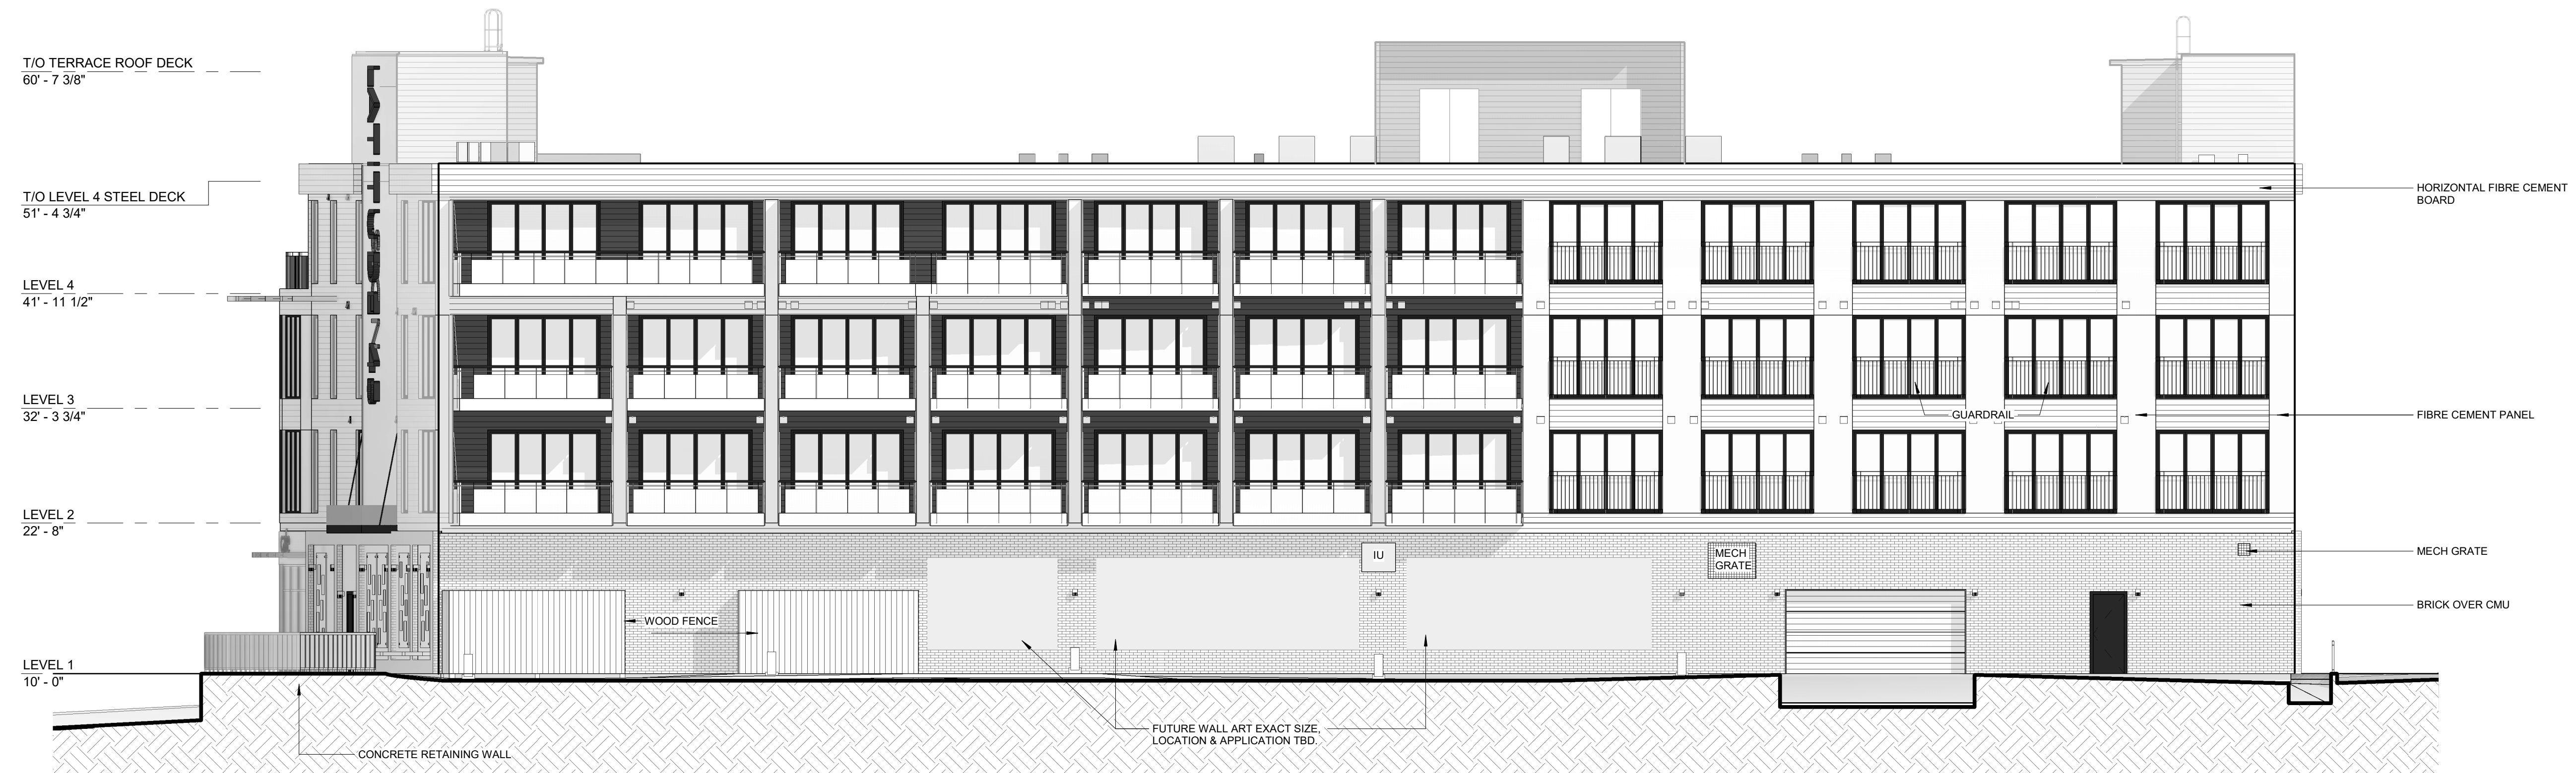 T/O TERRACE ROOF DECK
60' - 7 3/8"
T/O LEVEL 4 STEEL DECK
51' - 4 3/4"
HORIZONTAL FIBRE CEMENT
BOARD
LEVEL 4
41' - 11 1/2"
LEVEL 3
32' - 3 3/4"
GUARDRAIL
FIBRE CEMENT PANEL
LEVEL 2
22' - 8"
IU
MECH
GRATE
MECH GRATE
WOOD FENCE
BRICK OVER CMU
LEVEL 1
10' - 0"
FUTURE WALL ART EXACT SIZE,
LOCATION & APPLICATION TBD.
CONCRETE RETAINING WALL